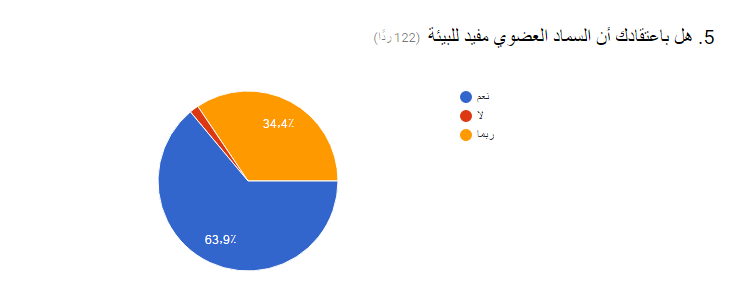 5. هل باعتقادك أن السماد العضوي مفيد للبيئة (122 ردًا)
نعم
لا
ربما
34،4٪
63،9٪